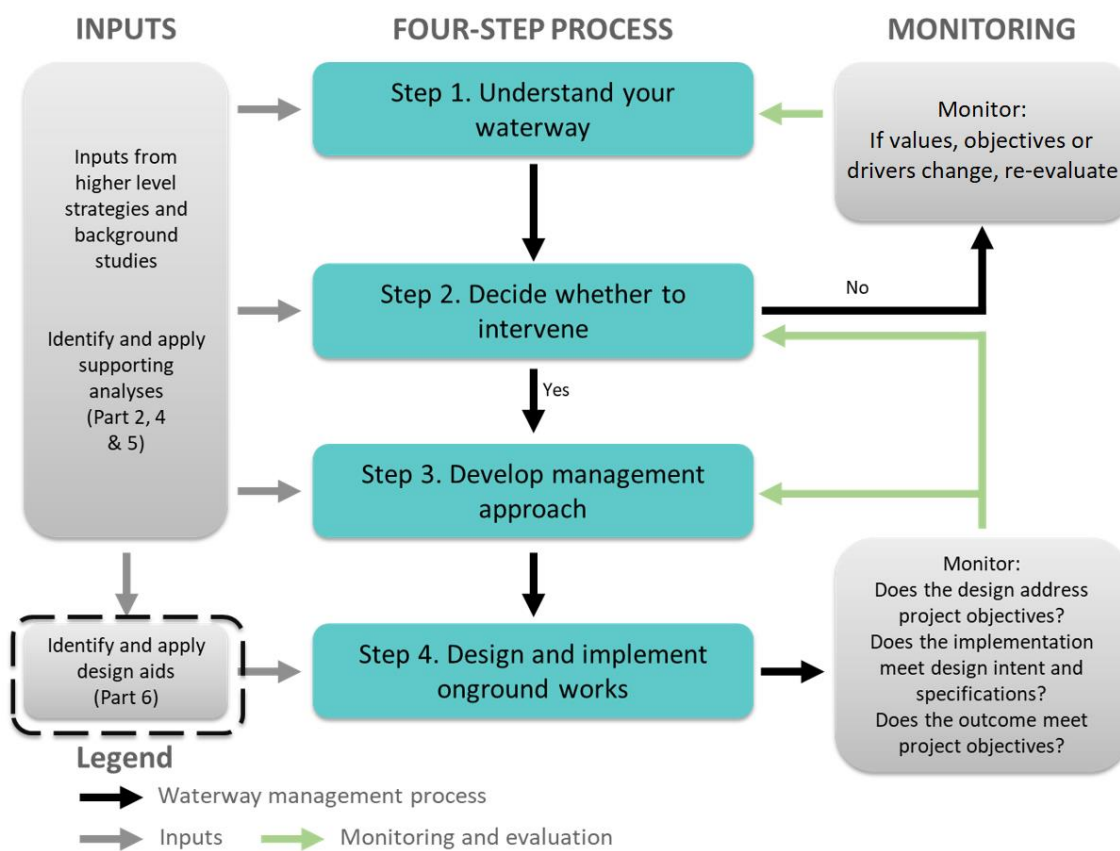 INPUTS
FOUR-STEP PROCESS
MONITORING
Inputs from
higher level
strategies and
background
studies
Identify and apply
supporting
analyses
(Part 2, 4
& 5)
Identify and apply
design aids
(Part 6)
Step 1. Understand your
waterway
Step 2. Decide whether to
intervene
No
Yes
Step 3. Develop management
approach
Step 4. Design and implement
onground works
Monitor:
If values, objectives or
drivers change, re-evaluate
Monitor:
Does the design address
project objectives?
Does the implementation
meet design intent and
specifications?
Does the outcome meet
project objectives?
Legend
Waterway management process
Inputs
Monitoring and evaluation